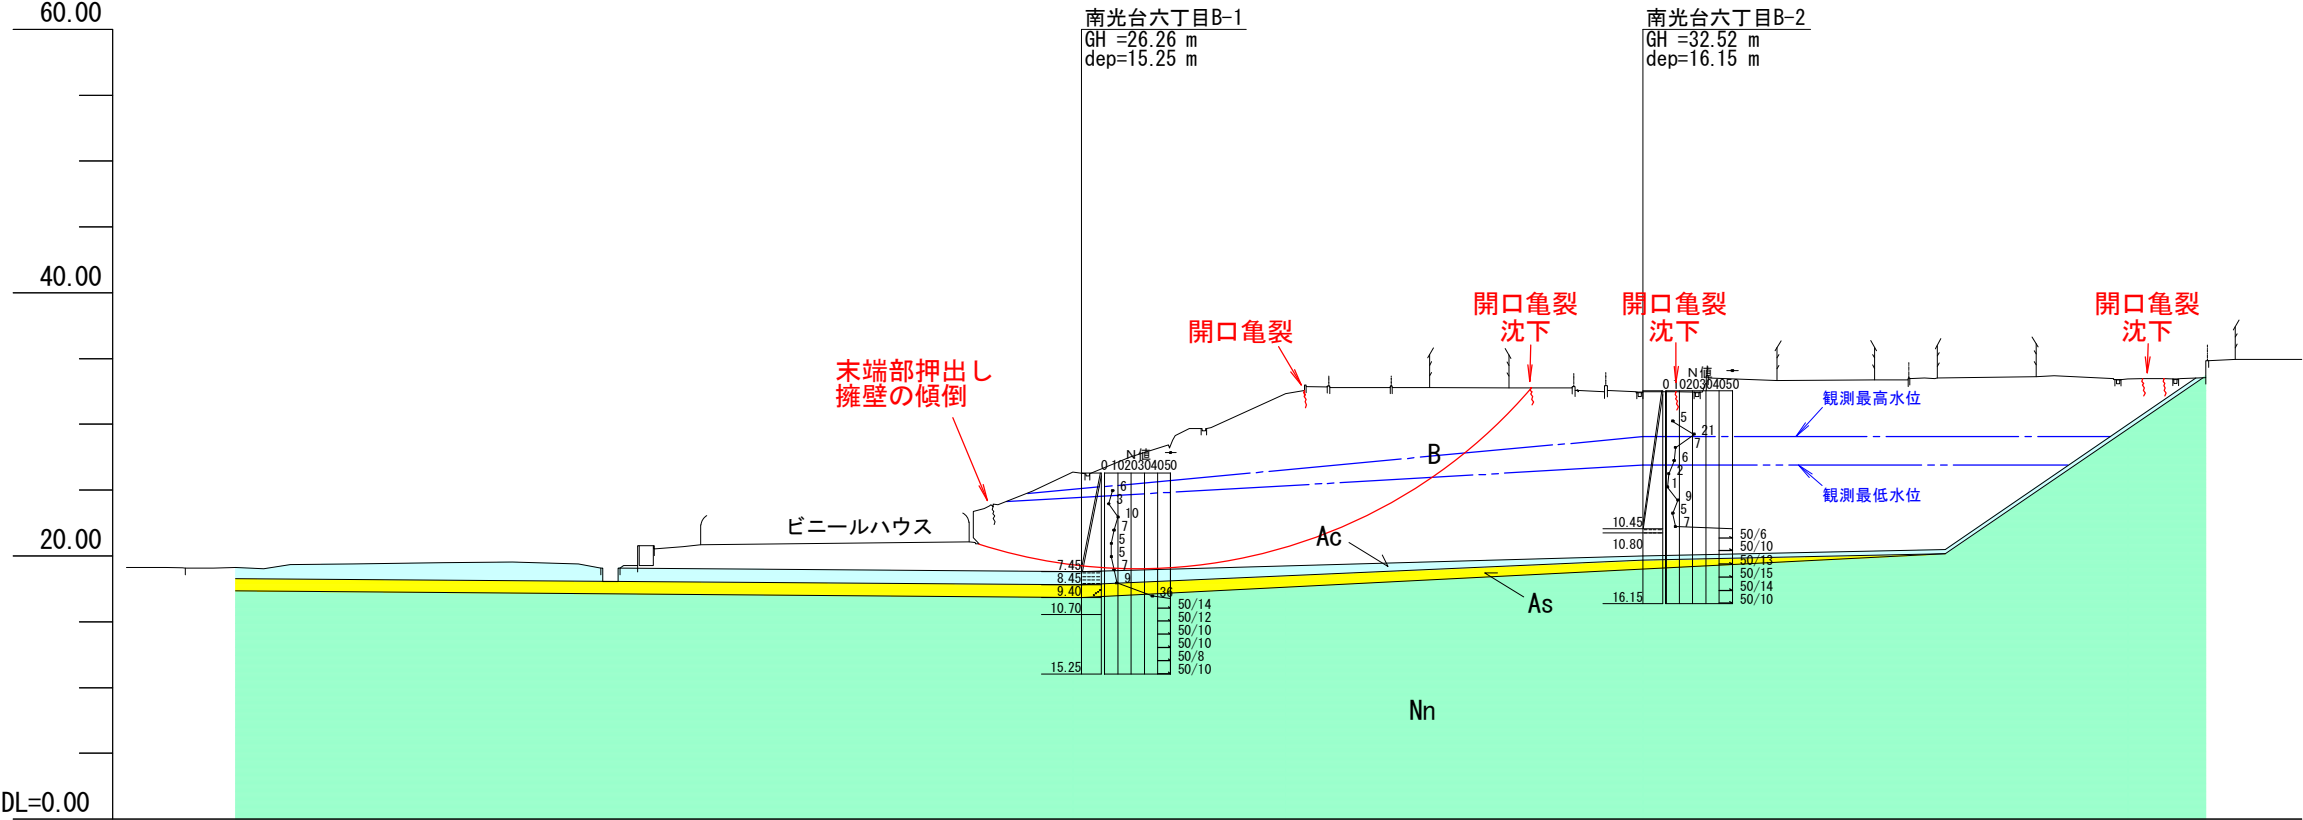 60.00
40.00
20.00
DL=0.00
南光台六丁目B-1
GH =26.26 m
dep=15.25 m
南光台六丁目B-2
GH =32.52 m
dep=16.15 m
末端部押出し
擁壁の傾倒
開口亀裂
開口亀裂
沈下
開口亀裂
沈下
開口亀裂
沈下
観測最高水位
観測最低水位
ビニールハウス
B
Ac
As
Nn
N値
0 1020304050
6
3
10
7
5
5
7
9
36
50/14
50/12
50/10
50/10
50/8
50/10
7.45
8.45
9.40
10.70
15.25
N値
0 1020304050
5
21
7
6
2
1
9
5
7
50/6
50/10
50/13
50/15
50/14
50/10
10.45
10.80
16.15